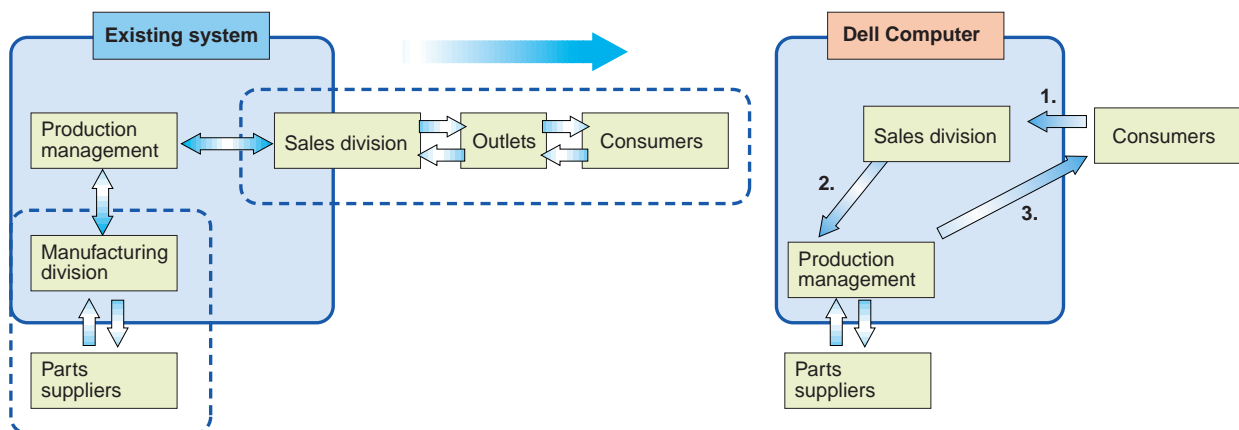 Existing system
Production
management
Sales division
Outlets
Consumers
Manufacturing
division
Parts
suppliers
Dell Computer
1.
Sales division
Consumers
2.
3.
Production
management
Parts
suppliers